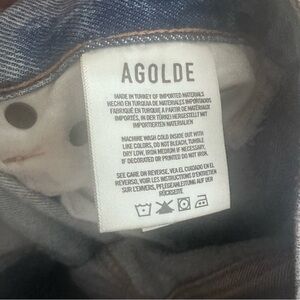 AGOLDE
MADE IN TURKEY OF IMPORTED MATERIALS
HECHO EN TURQUIA DE MATERIALES IMPORTADOS
FABRIQUÉ EN TURQUIE A PARTIR DE MATÉRIAUX
IMPORTÉS, IN DER TÜRKEI HERGESTELLT MIT
IMPORTIERTEN MATERIALIEN
MACHINE WASH COLD INSIDE OUT WITH
LIKE COLORS, DO NOT BLEACH, TUMBLE
DRY LOW, IRON MEDIUM IF NECESSARY,
IF DECORATED OR PRINTED DO NOT IRON.
SEE CARE ON REVERSE, VEA EL CUIDADO EN EL
REVERSO, VOIR LES INSTRUCTIONS D'ENTRETIEN
SUR L'ENVERS, PFLEGEANLEITUNG AUF DER
RÜCKSEITE